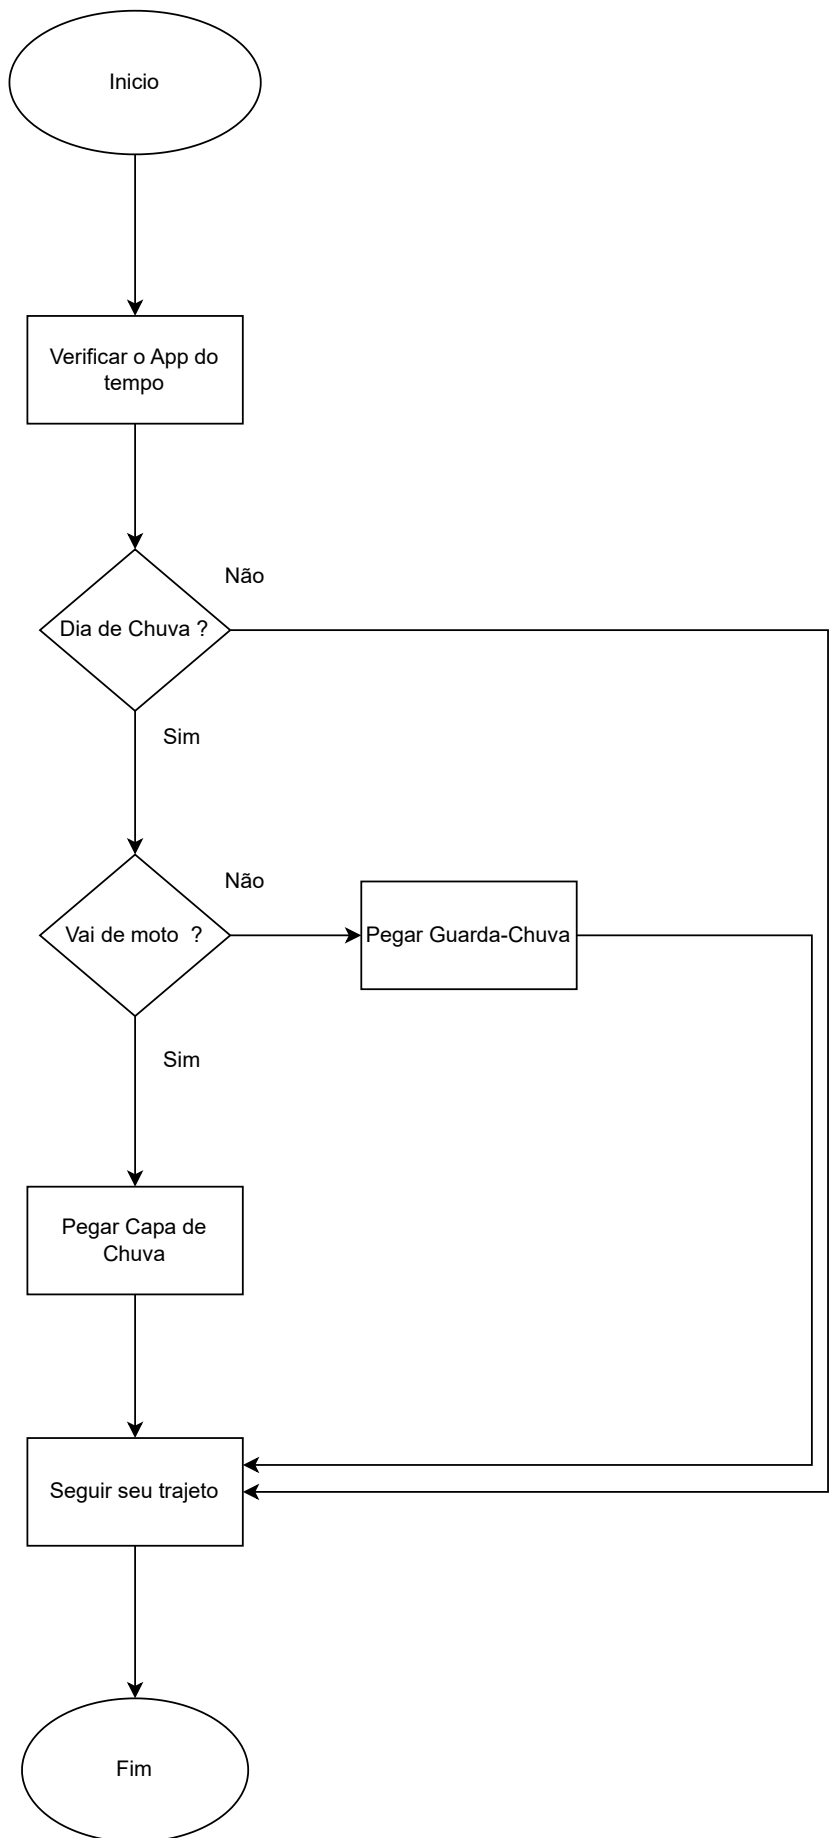 Inicio
Verificar o App do
tempo
Não
Dia de Chuva ?
Sim
Não
Vai de moto  ?
Pegar Guarda-Chuva
Sim
Pegar Capa de
Chuva
Seguir seu trajeto
Fim